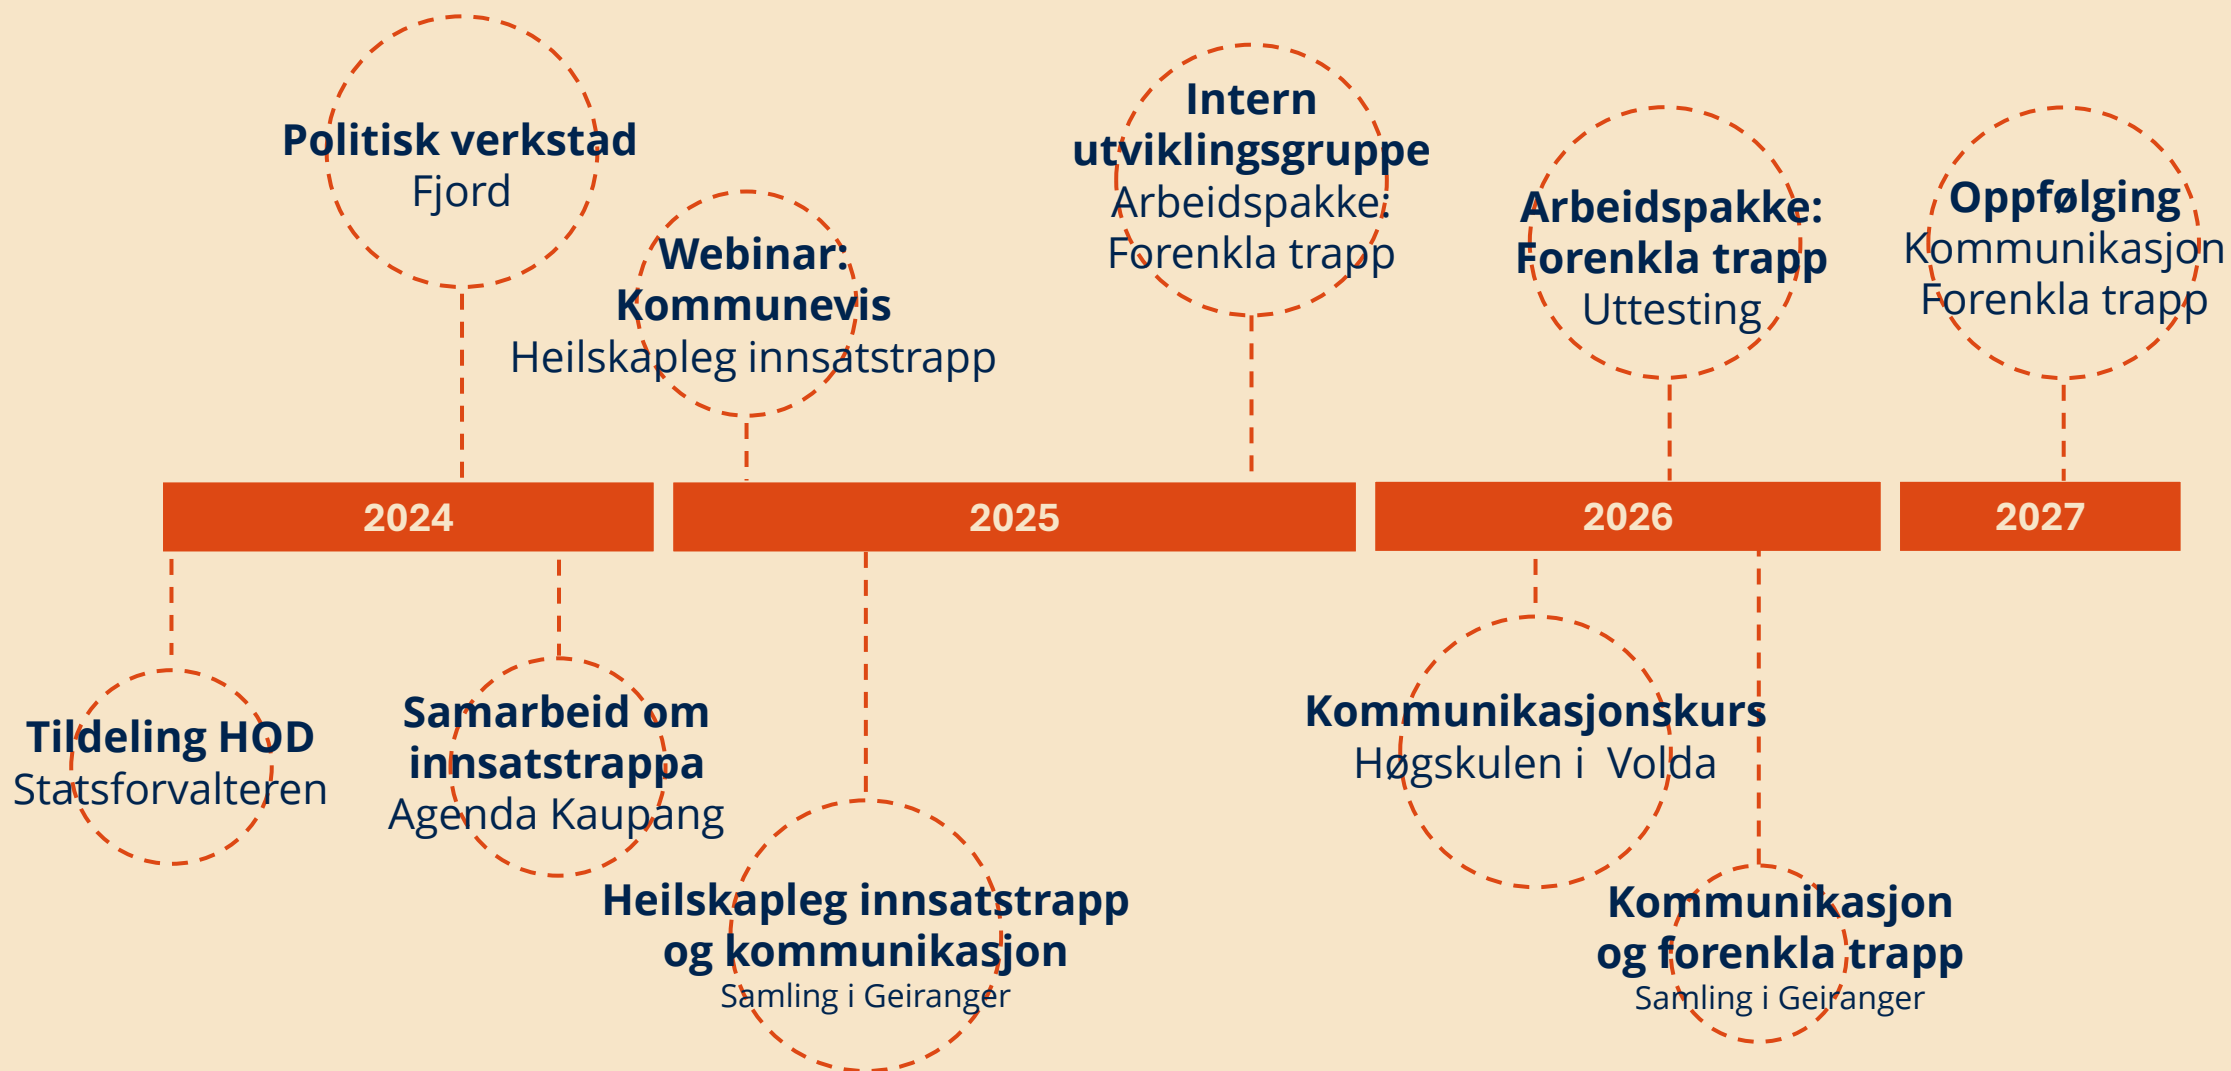 Politisk verkstad
Fjord
Webinar:
Kommunevis
Heilskapleg innsatstrapp
Intern
utviklingsgruppe
Arbeidspakke:
Forenkla trapp
Arbeidspakke:
Forenkla trapp
Uttesting
Oppfølging
Kommunikasjon
Forenkla trapp
2024
2025
2026
2027
Tildeling HOD
Statsforvalteren
Samarbeid om
innsatstrappa
Agenda Kaupang
Heilskapleg innsatstrapp
og kommunikasjon
Samling i Geiranger
Kommunikasjonskurs
Høgskulen i  Volda
Kommunikasjon
og forenkla trapp
Samling i Geiranger